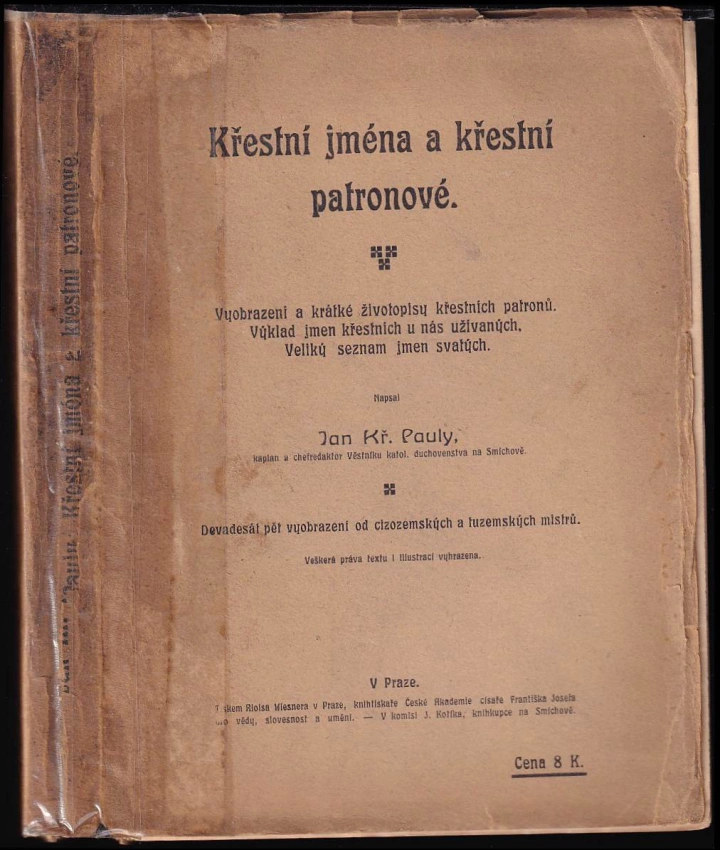 Křestní jména a křestní
patronové.
Vyobrazení a krátké životopisy křestních patronů.
Výklad jmen křestních u nás užívaných.
Veliký seznam jmen svatých.
Napsal
Jan Kř. Pauly,
kaplan a chefredaktor Věstníku katol. duchovenstva na Smíchově.
Devadesát pět vyobrazení od cizozemských a tuzemských mistrů.
Veškerá práva textu i illustrací vyhrazena.
V Praze.
Aloisa Wiesnera v Praze, knihtiskaře České Akademie císaře Františka Josefa
vědy, slovesnost a umění. — V komisi J. Kotíka, knihkupce na Smíchově.
Cena 8 K.
Pauly: Křestní jména a křestní patronové.